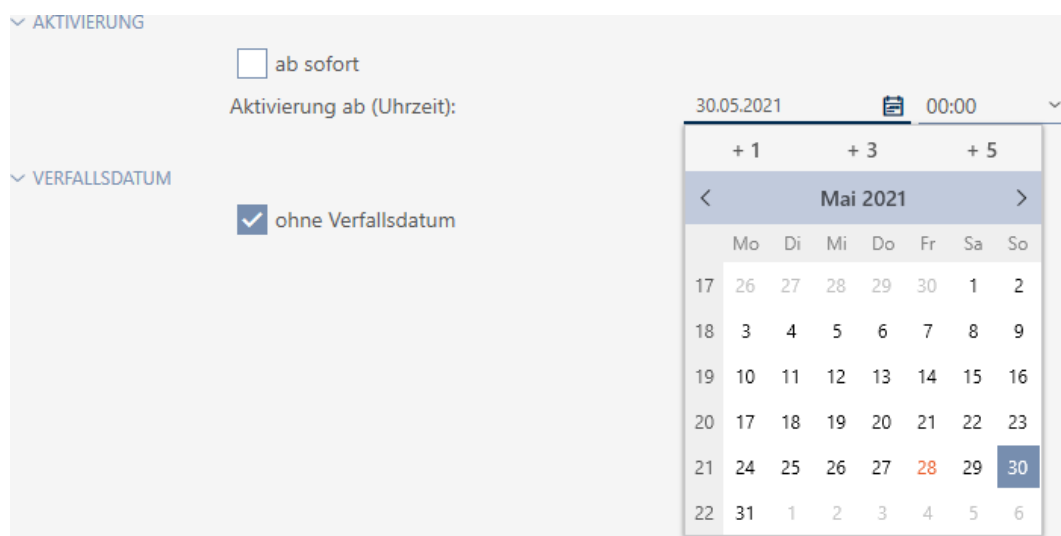 AKTIVIERUNG
ab sofort
Aktivierung ab (Uhrzeit): 30.05.2021 00:00
+ 1 + 3 + 5
VERFALLSDATUM
Mai 2021
ohne Verfallsdatum
Mo Di Mi Do Fr Sa So
17 26 27 28 29 30 1 2
18 3 4 5 6 7 8 9
19 10 11 12 13 14 15 16
20 17 18 19 20 21 22 23
21 24 25 26 27 28 29 30
22 31 1 2 3 4 5 6